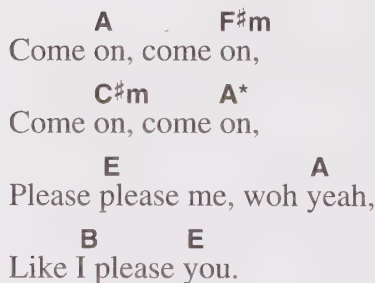 A F♯m
Come on, come on,
C♯m A*
Come on, come on,
E A
Please please me, woh yeah,
B E
Like I please you.